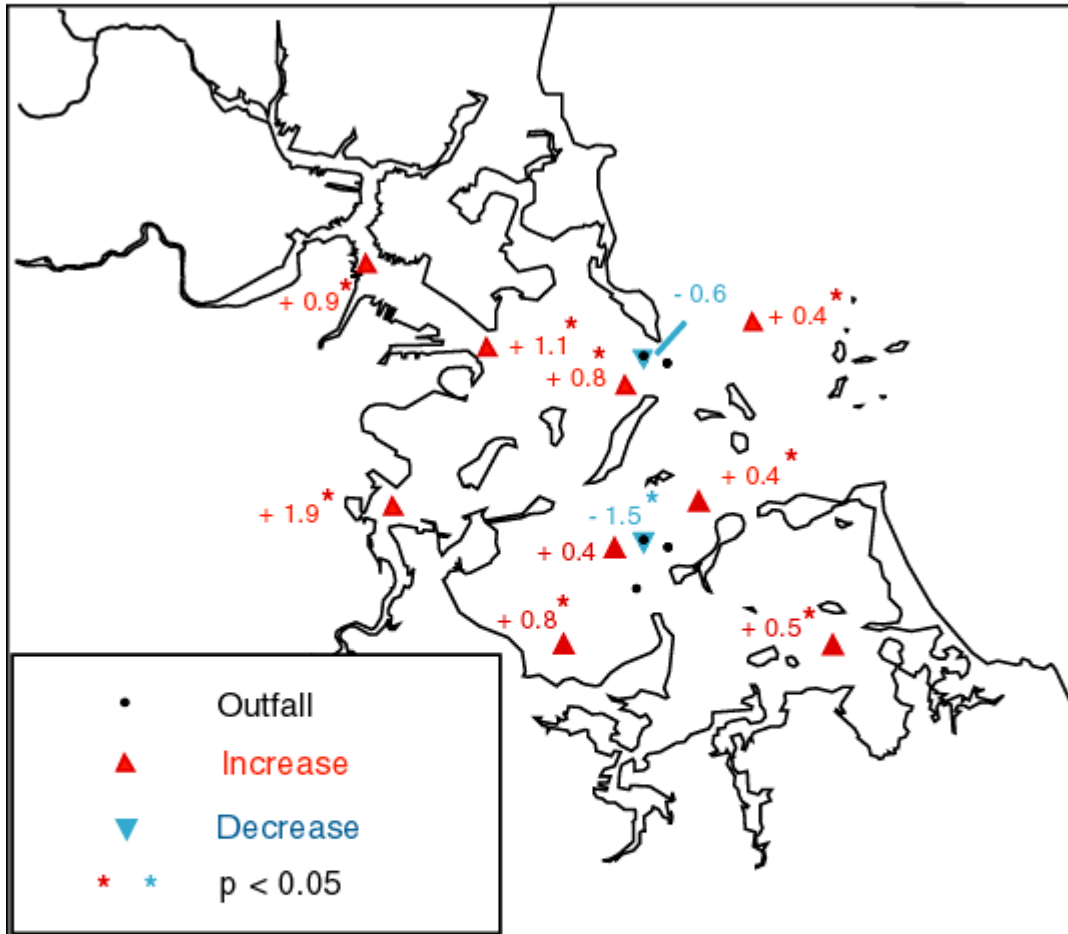 - 0.6
+ 0.4*
+ 0.9*
+ 1.1*
+ 0.8*
+ 0.4*
+ 1.9*
- 1.5*
+ 0.4
+ 0.8*
+ 0.5*
Outfall
Increase
Decrease
* * p < 0.05